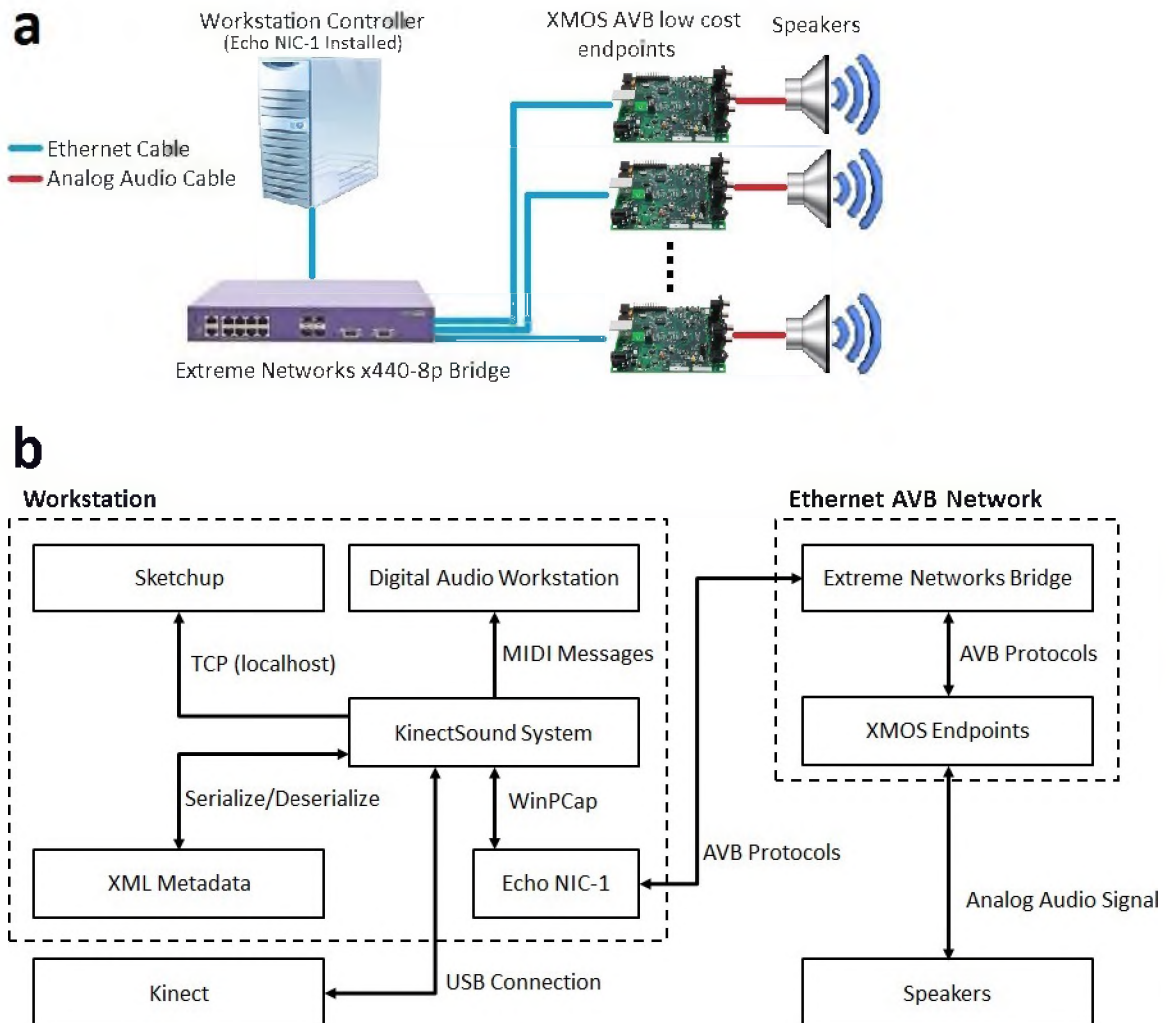 a
Workstation Controller
(Echo NIC-1 Installed)
XMOS AVB low cost
endpoints
Speakers
Ethernet Cable
Analog Audio Cable
Extreme Networks x440-8p Bridge
b
Workstation
Ethernet AVB Network
Sketchup
Digital Audio Workstation
Extreme Networks Bridge
TCP (localhost)
MIDI Messages
AVB Protocols
KinectSound System
XMOS Endpoints
Serialize/Deserialize
WinPCap
AVB Protocols
XML Metadata
Echo NIC-1
Analog Audio Signal
Kinect
USB Connection
Speakers